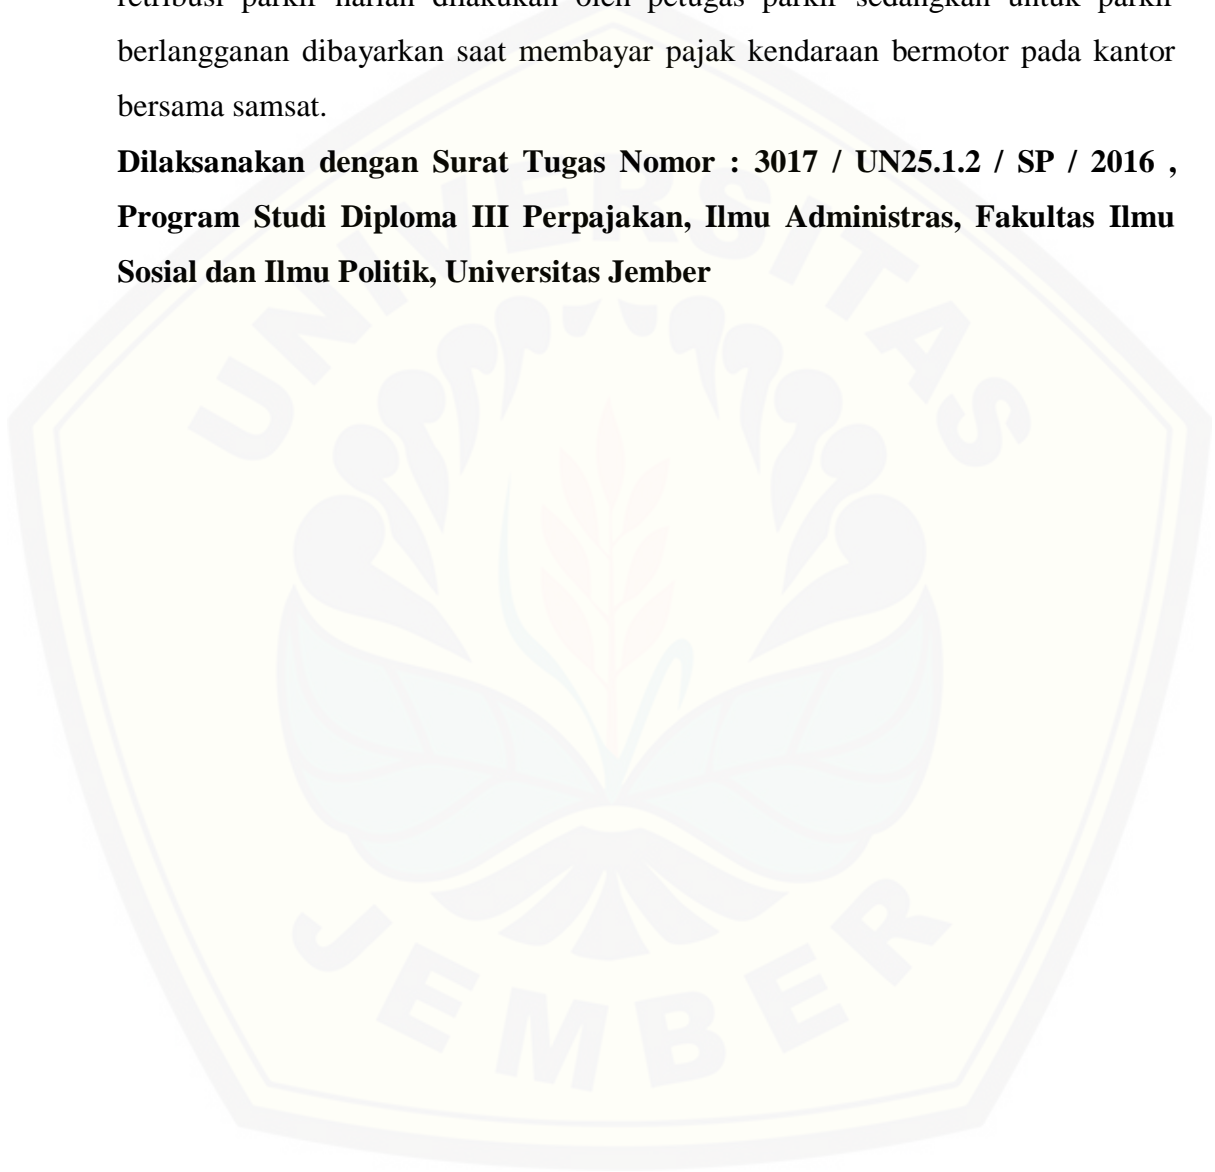 retribusi parkir harian dilakukan oleh petugas parkir sedangkan untuk parkir
berlangganan dibayarkan saat membayar pajak kendaraan bermotor pada kantor
bersama samsat.
Dilaksanakan dengan Surat Tugas Nomor : 3017 / UN25.1.2 / SP / 2016 ,
Program Studi Diploma III Perpajakan, Ilmu Administras, Fakultas Ilmu
Sosial dan Ilmu Politik, Universitas Jember
UNIVERSITAS
JEMBER